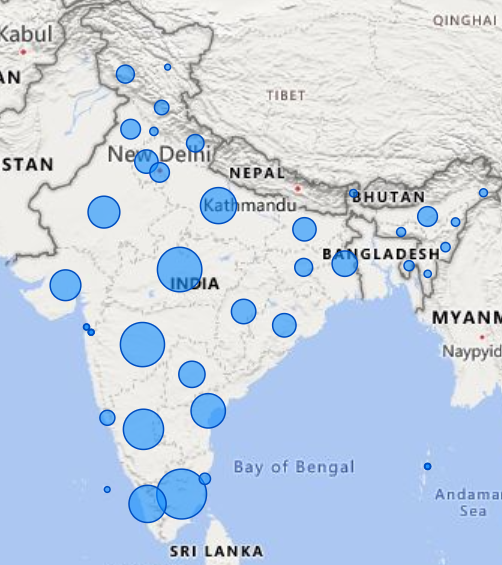 QINGHAI
Kabul
AN
TIBET
STAN
New Delhi
NEPAL
Kathmandu
BHUTAN
BANGLADESH
INDIA
MYANM
Naypyid
Bay of Bengal
Andama
Sea
SRI LANKA